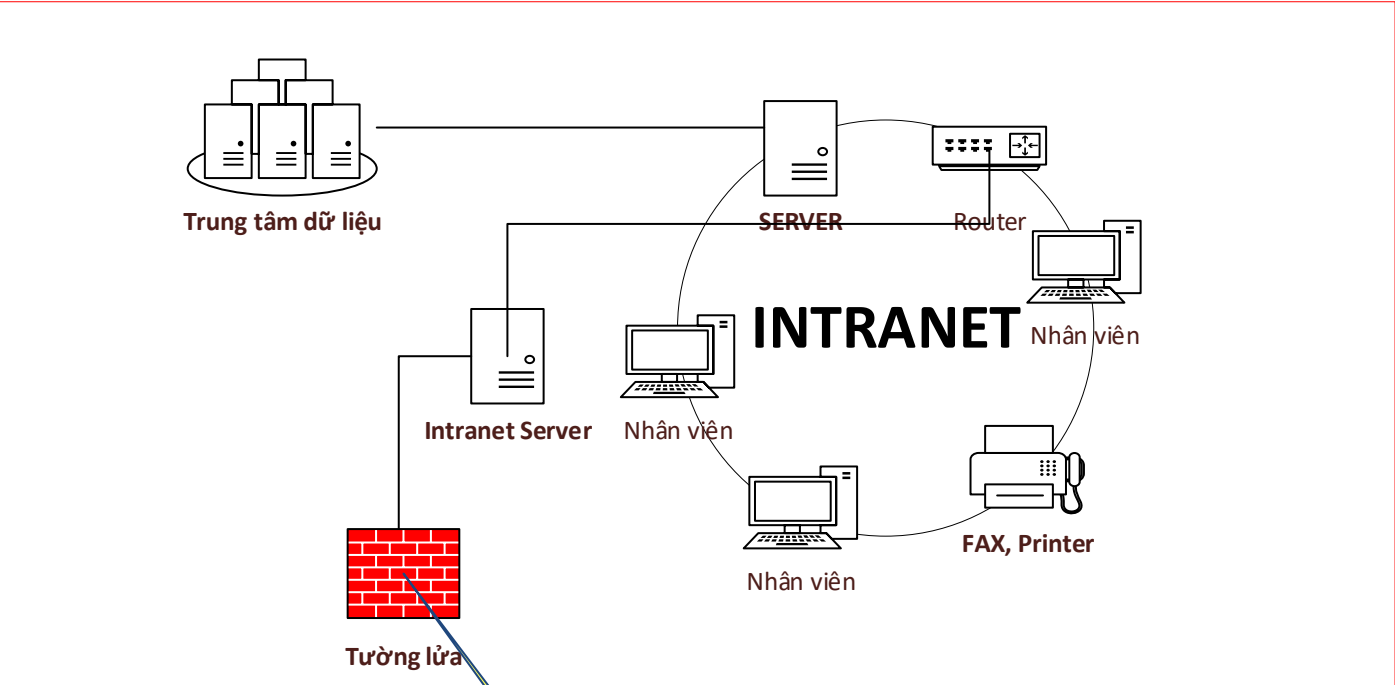 Trung tâm dữ liệu
SERVER
Router
INTRANET
Nhân viên
Intranet Server
Nhân viên
FAX, Printer
Nhân viên
Tường lửa